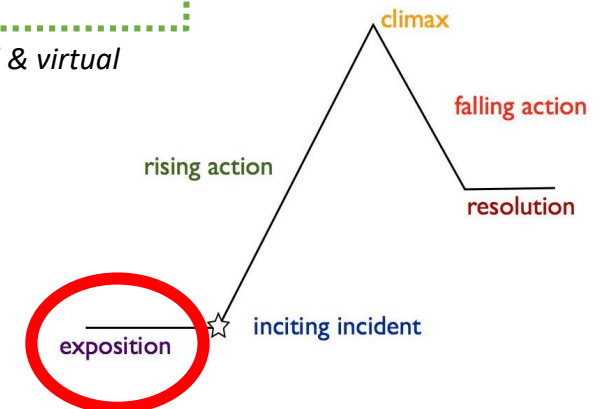 climax
& virtual
falling action
rising action
resolution
inciting incident
exposition